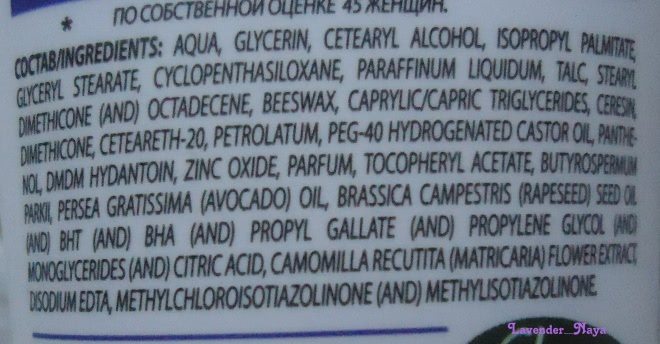 * ПО СОБСТВЕННОЙ ОЦЕНКЕ 45 ЖЕНЩИН.
СОСТАВ/INGREDIENTS: AQUA, GLYCERIN, CETEARYL ALCOHOL, ISOPROPYL PALMITATE,
GLYCERYL STEARATE, CYCLOPENTHASILOXANE, PARAFFINUM LIQUIDUM, TALC, STEARYL
DIMETHICONE (AND) OCTADECENE, BEESWAX, CAPRYLIC/CAPRIC TRIGLYCERIDES, CERESIN,
DIMETHICONE, CETEARETH-20, PETROLATUM, PEG-40 HYDROGENATED CASTOR OIL, PANTHE-
NOL, DMDM HYDANTOIN, ZINC OXIDE, PARFUM, TOCOPHERYL ACETATE, BUTYROSPERMUM
PARKII, PERSEA GRATISSIMA (AVOCADO) OIL, BRASSICA CAMPESTRIS (RAPESEED) SEED OIL
(AND) BHT (AND) BHA (AND) PROPYL GALLATE (AND) PROPYLENE GLYCOL (AND)
MONOGLYCERIDES (AND) CITRIC ACID, CAMOMILLA RECUTITA (MATRICARIA) FLOWER EXTRACT,
DISODIUM EDTA, METHYLCHLOROISOTIAZOLINONE (AND) METHYLISOTIAZOLINONE
Lavender_Naya